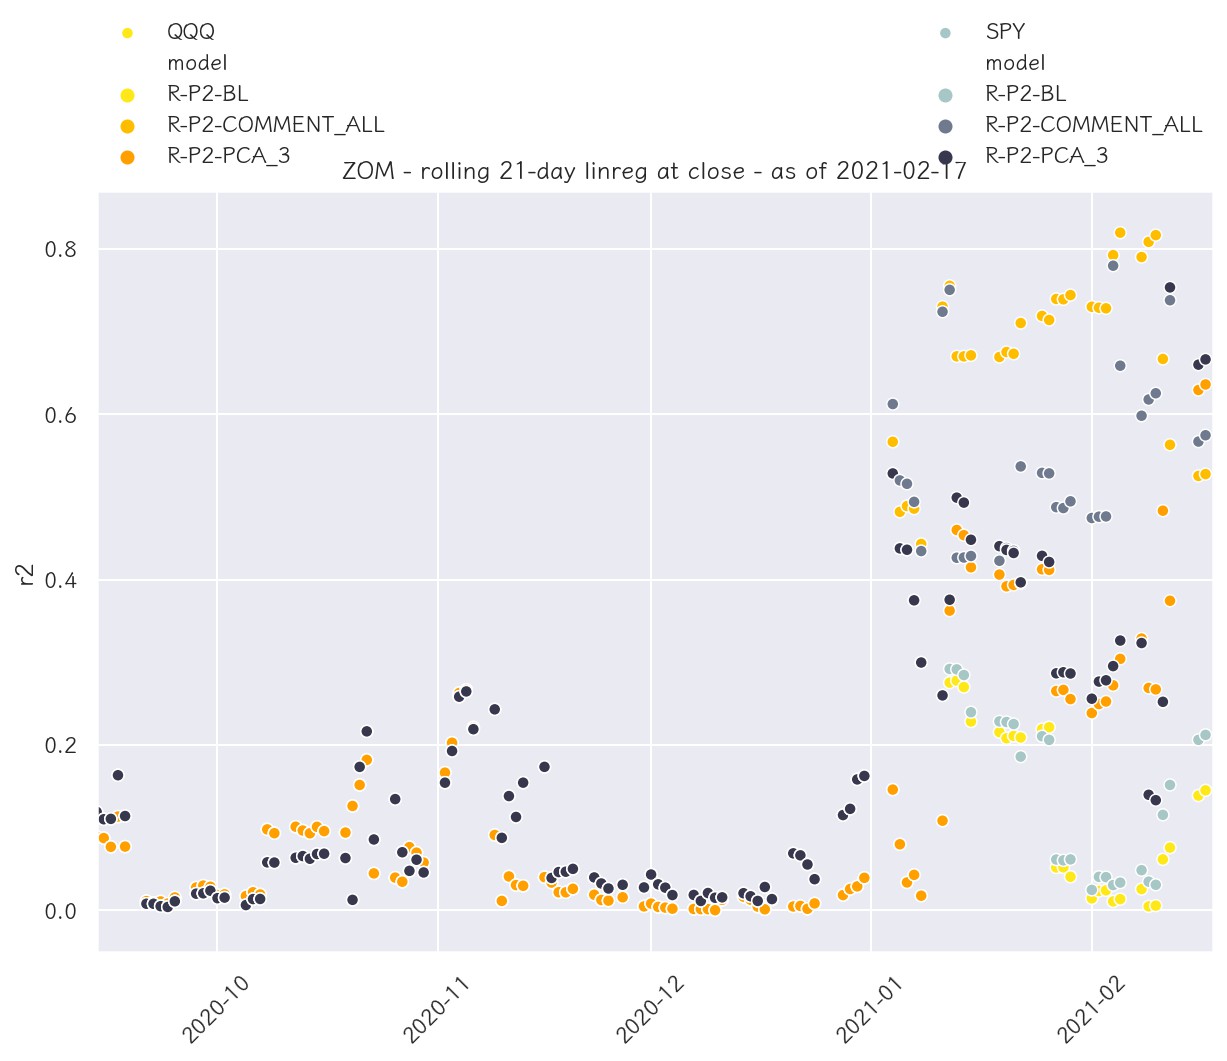 QQQ
model
R-P2-BL
R-P2-COMMENT_ALL
R-P2-PCA_3
SPY
model
R-P2-BL
R-P2-COMMENT_ALL
R-P2-PCA_3
ZOM - rolling 21-day linreg at close - as of 2021-02-17
r2
0.8
0.6
0.4
0.2
0.0
2020-10
2020-11
2020-12
2021-01
2021-02